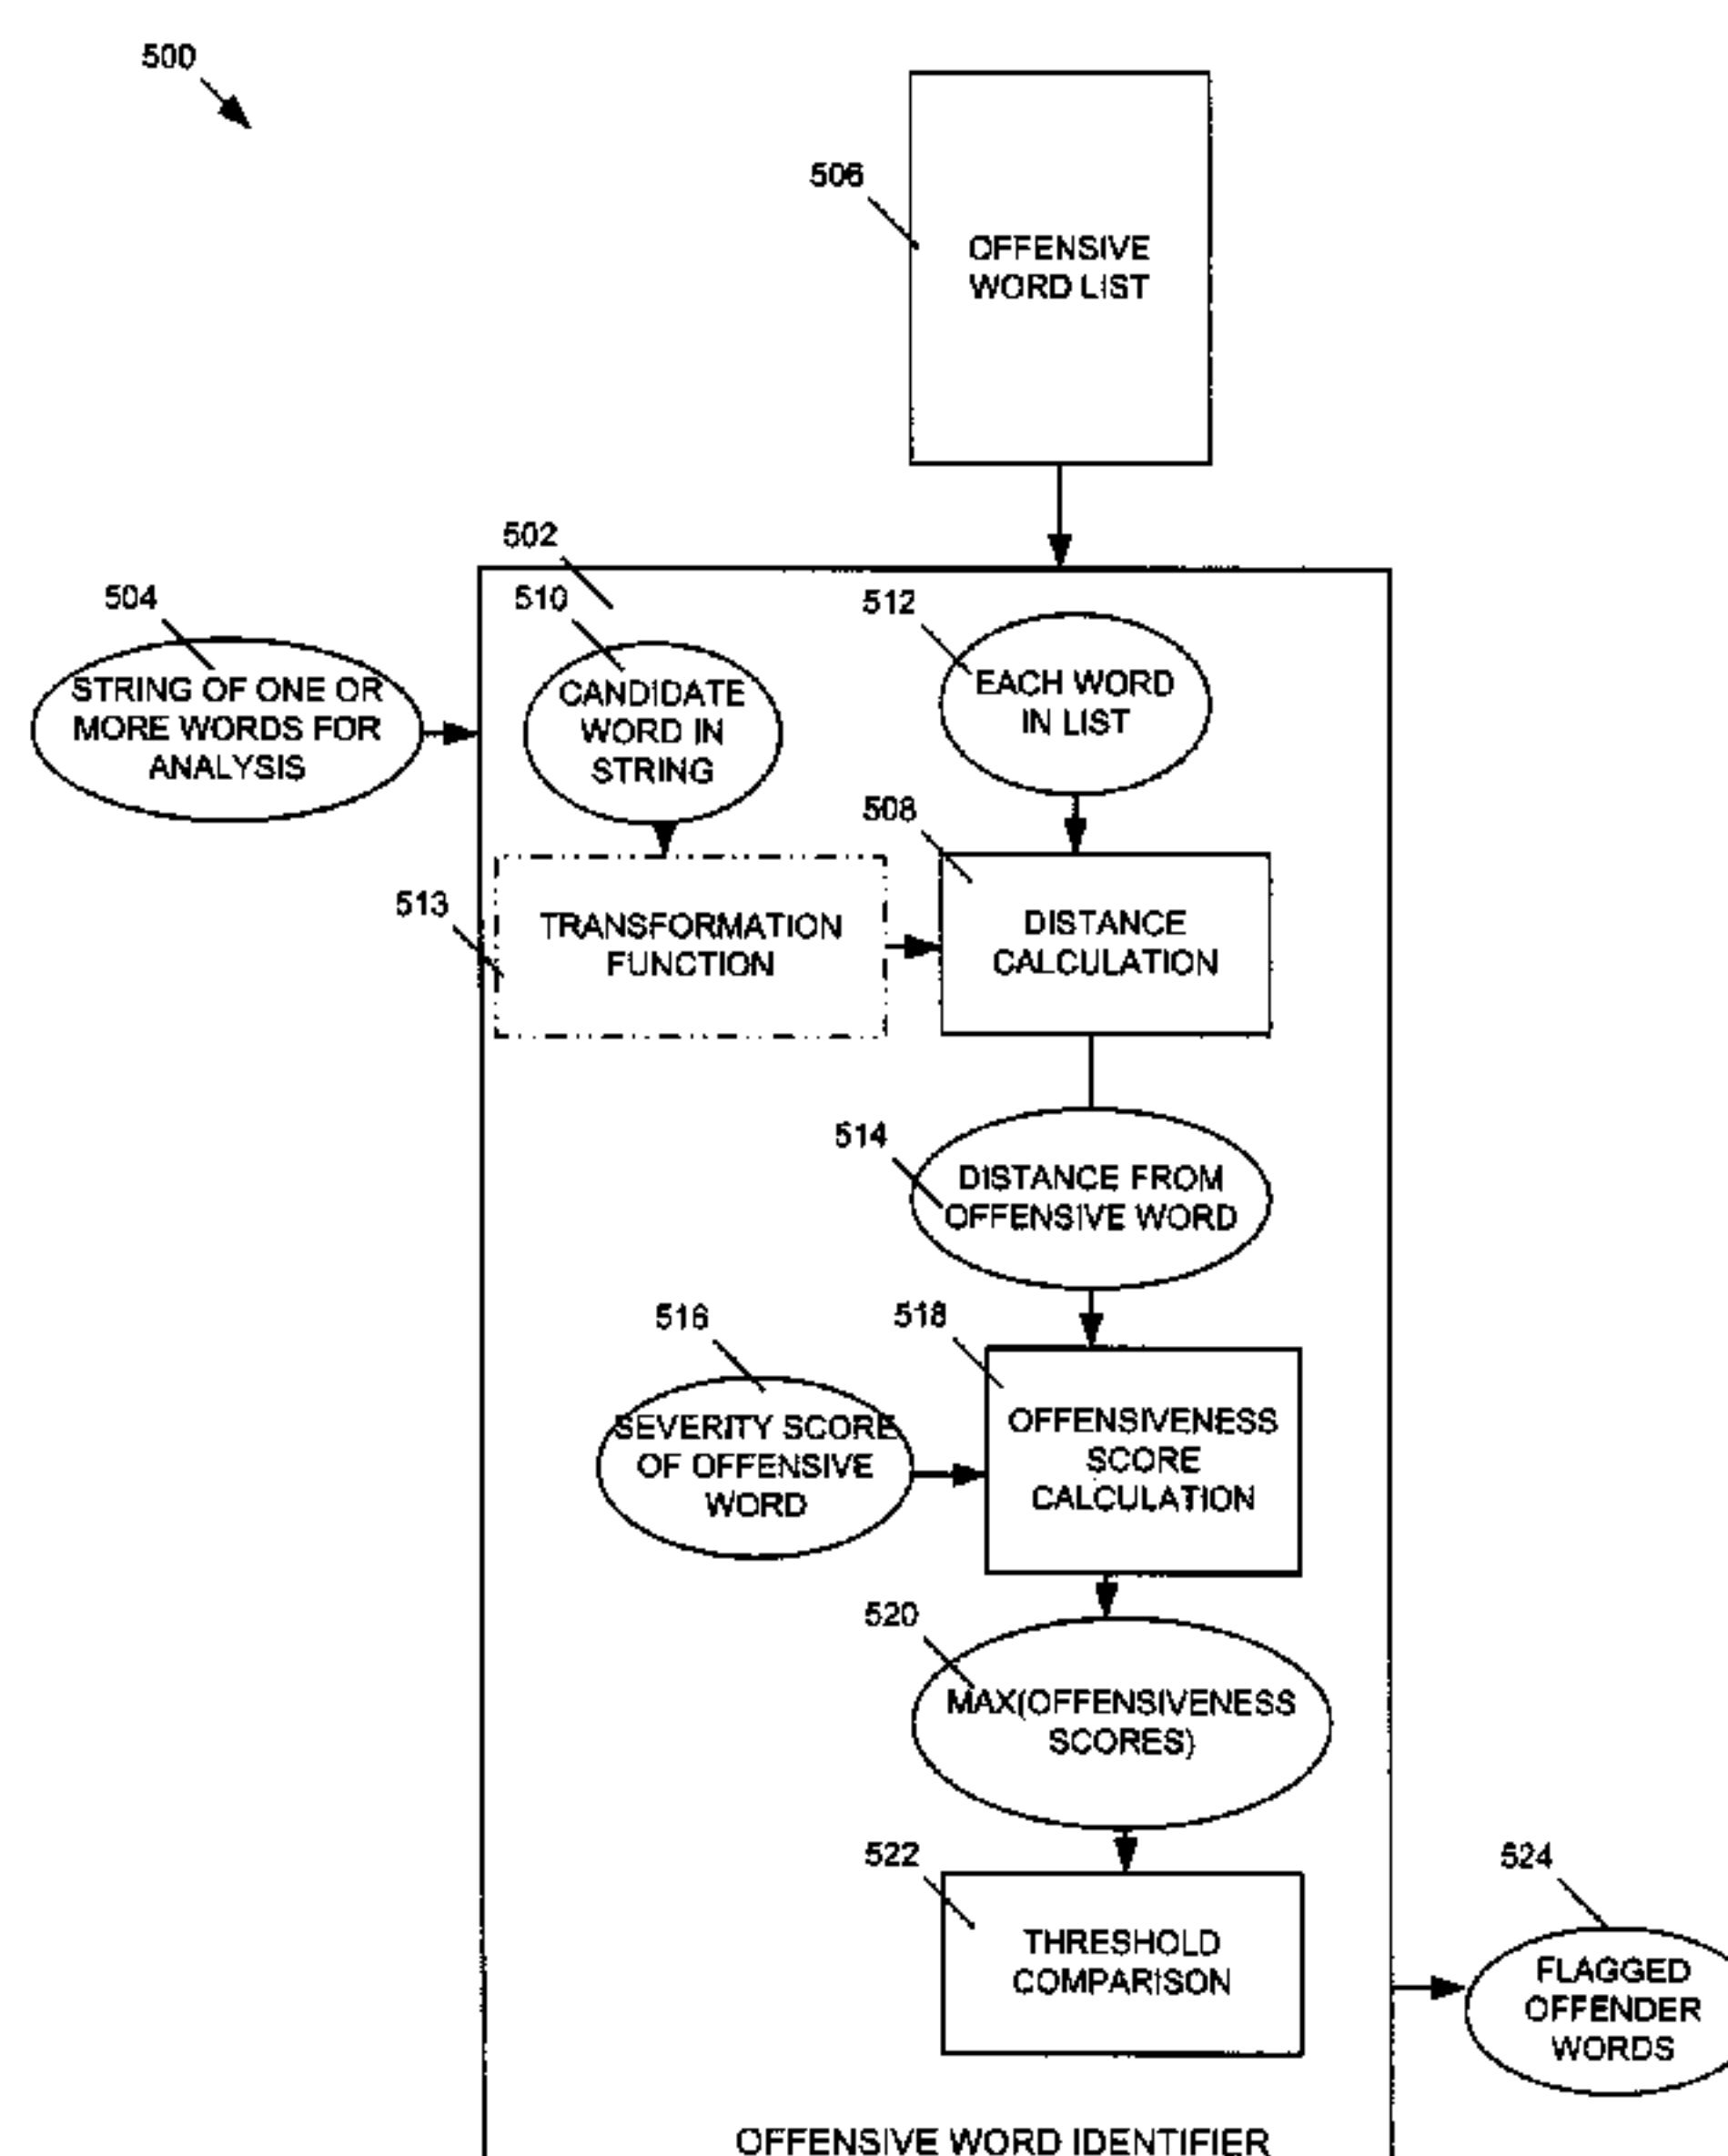 500
506
OFFENSIVE
WORD LIST
502
504
STRING OF ONE OR
MORE WORDS FOR
ANALYSIS
510
CANDIDATE
WORD IN
STRING
512
EACH WORD
IN LIST
513
TRANSFORMATION
FUNCTION
508
DISTANCE
CALCULATION
514
DISTANCE FROM
OFFENSIVE WORD
516
SEVERITY SCORE
OF OFFENSIVE
WORD
518
OFFENSIVENESS
SCORE
CALCULATION
520
MAX(OFFENSIVENESS
SCORES)
522
THRESHOLD
COMPARISON
524
FLAGGED
OFFENDER
WORDS
OFFENSIVE WORD IDENTIFIER